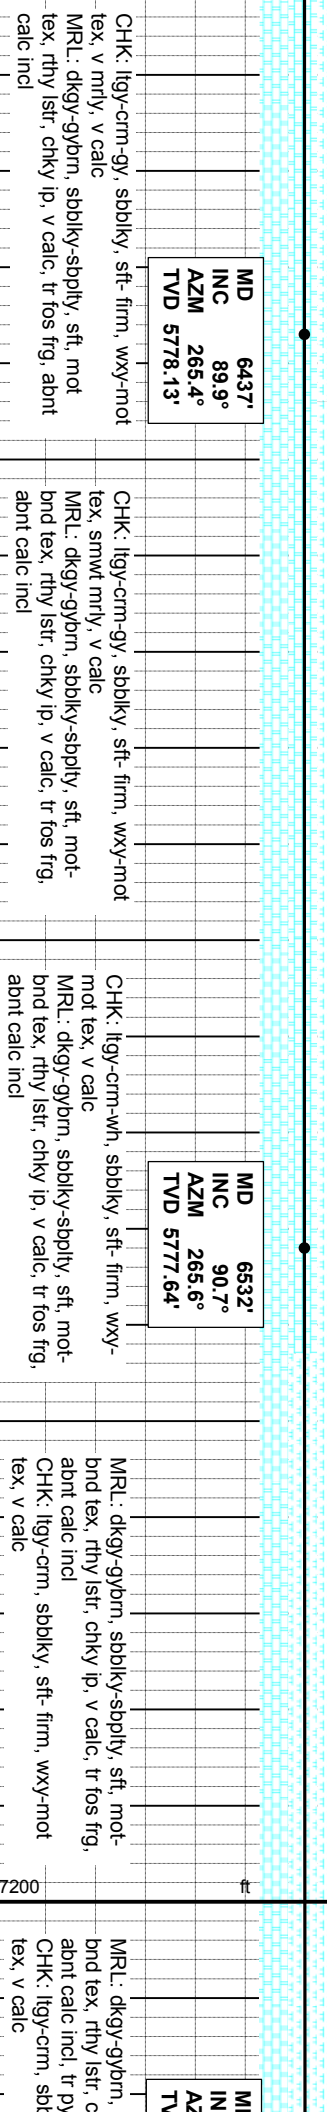 CHK: ltgy-crm-gy, sbblky, sft- firm, wxy-mot
tex, v mrly, v calc
MRL: dkgy-gybrn, sbblky-sbplty, sft, mot
tex, rthy lstr, chky ip, v calc, tr fos frg, abnt
calc incl
MD 6437'
INC 89.9°
AZM 265.4°
TVD 5778.13'
CHK: ltgy-crm-gy, sbblky, sft- firm, wxy-mot
tex, smwt mrly, v calc
MRL: dkgy-gybrn, sbblky-sbplty, sft, mot-
bnd tex, rthy lstr, chky ip, v calc, tr fos frg,
abnt calc incl
CHK: ltgy-crm-wh, sbblky, sft- firm, wxy-
mot tex, v calc
MRL: dkgy-gybrn, sbblky-sbplty, sft, mot-
bnd tex, rthy lstr, chky ip, v calc, tr fos frg,
abnt calc incl
MD 6532'
INC 90.7°
AZM 265.6°
TVD 5777.64'
MRL: dkgy-gybrn, sbblky-sbplty, sft, mot-
bnd tex, rthy lstr, chky ip, v calc, tr fos frg,
abnt calc incl
CHK: ltgy-crm, sbblky, sft- firm, wxy-mot
tex, v calc
7200
ft
MRL: dkgy-gybrn,
bnd tex, rthy lstr, c
abnt calc incl, tr py
CHK: ltgy-crm, sbb
tex, v calc